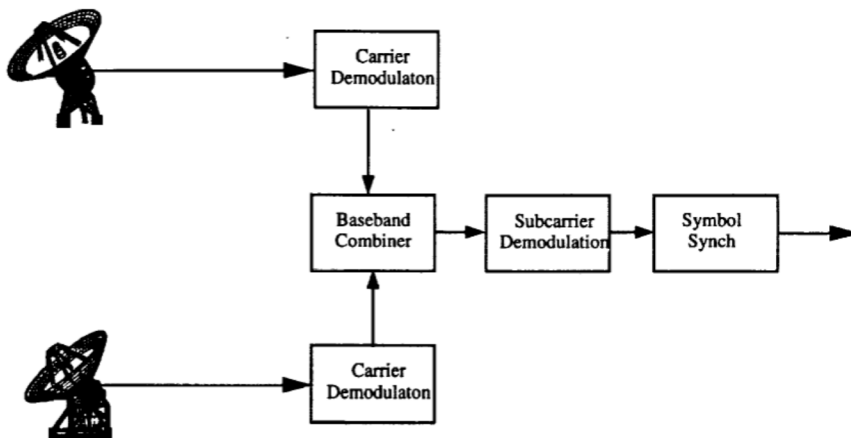 Carrier
Demodulaton
Baseband
Combiner
Subcarrier
Demodulation
Symbol
Synch
Carrier
Demodulaton